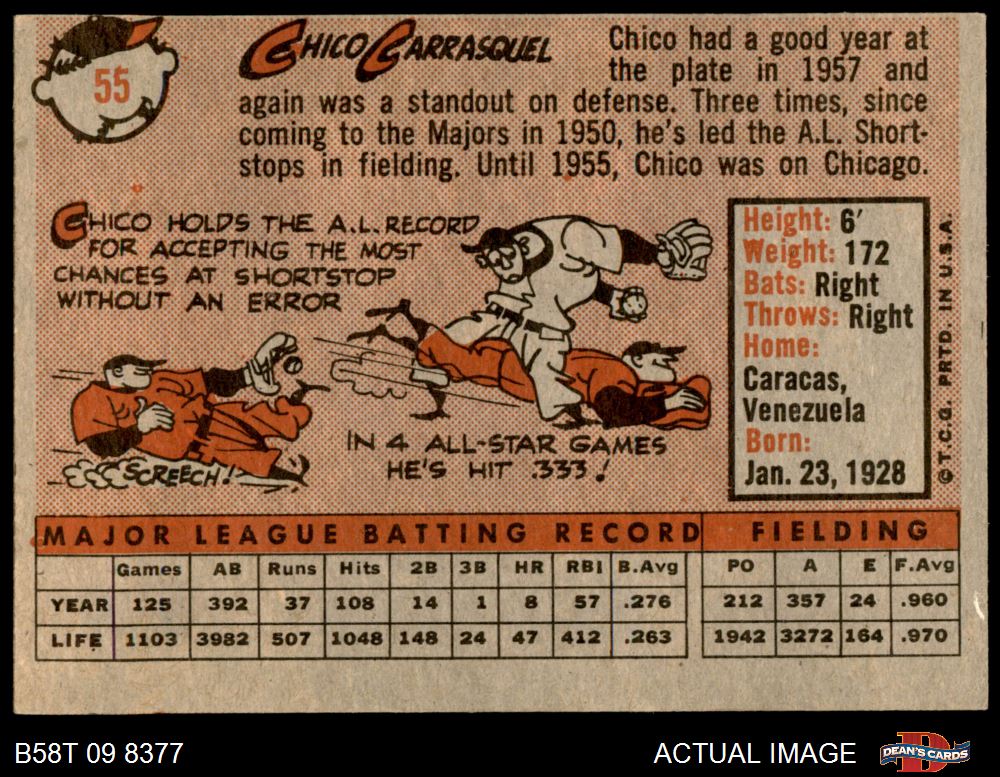 55
CHICO CARRASQUEL
Chico had a good year at
the plate in 1957 and
again was a standout on defense. Three times, since
coming to the Majors in 1950, he's led the A.L. Short-
stops in fielding. Until 1955, Chico was on Chicago.
CHICO HOLDS THE A.L. RECORD
FOR ACCEPTING THE MOST
CHANCES AT SHORTSTOP
WITHOUT AN ERROR
SCREECH!
IN 4 ALL-STAR GAMES
HE'S HIT .333!
Height: 6'
Weight: 172
Bats: Right
Throws: Right
Home:
Caracas,
Venezuela
Born:
Jan. 23, 1928
© T.C.G. PRTD. IN U.S.A.
MAJOR LEAGUE BATTING RECORD FIELDING
Games AB Runs Hits 2B 3B HR RBI B.Avg PO A E F.Avg
YEAR 125 392 37 108 14 1 8 57 .276 212 357 24 .960
LIFE 1103 3982 507 1048 148 24 47 412 .263 1942 3272 164 .970
B58T 09 8377
ACTUAL IMAGE
DEAN'S CARDS